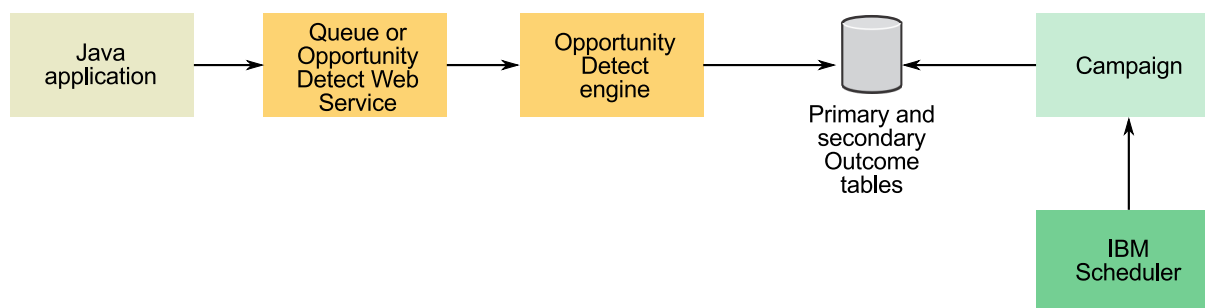 Java
application
Queue or
Opportunity
Detect Web
Service
Opportunity
Detect
engine
Primary and
secondary
Outcome
tables
Campaign
IBM
Scheduler